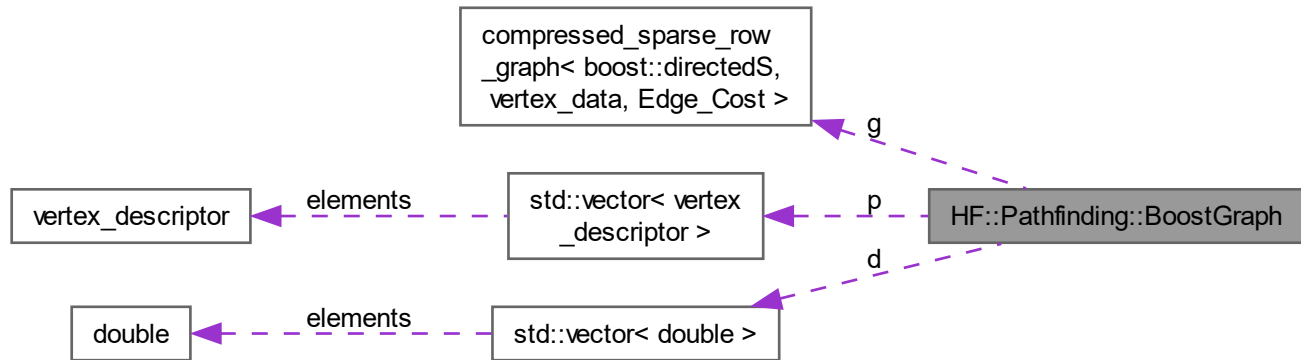 compressed_sparse_row
_graph< boost::directedS,
vertex_data, Edge_Cost >
g
vertex_descriptor
elements
std::vector< vertex
_descriptor >
p
HF::Pathfinding::BoostGraph
d
double
elements
std::vector< double >